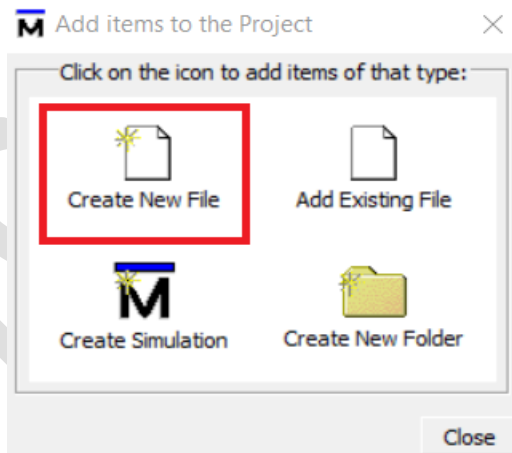 Add items to the Project
Click on the icon to add items of that type:
Create New File
Add Existing File
Create Simulation
Create New Folder
Close